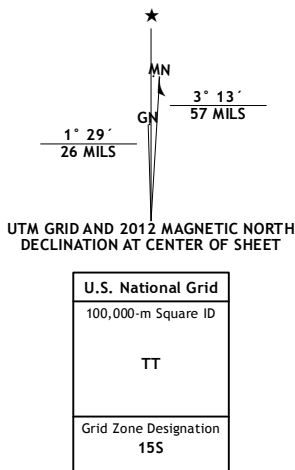 MN
GN
3° 13´
57 MILS
1° 29´
26 MILS
UTM GRID AND 2012 MAGNETIC NORTH
DECLINATION AT CENTER OF SHEET
U.S. National Grid
100,000-m Square ID
TT
Grid Zone Designation
15S